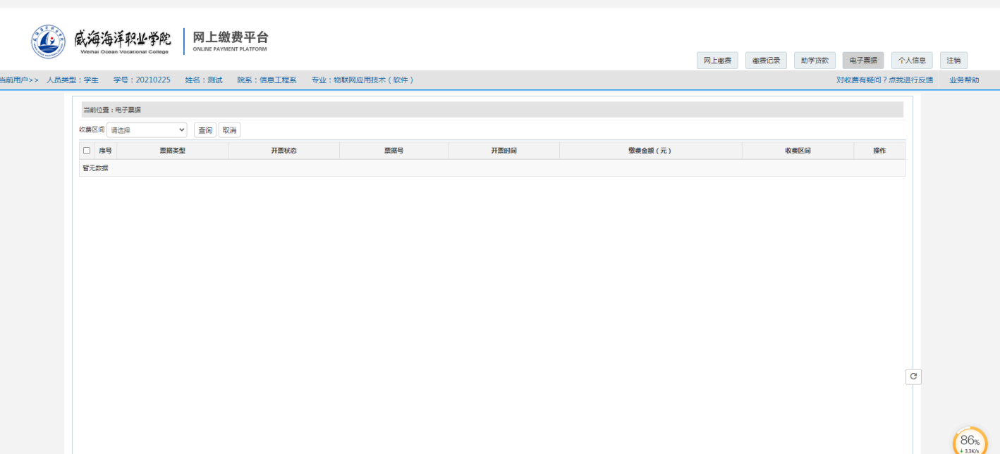 威海海洋职业学院
Weihai Ocean Vocational College
网上缴费平台
ONLINE PAYMENT PLATFORM
网上缴费 缴费记录 助学贷款 电子票据 个人信息 注销
当前用户>> 人员类型：学生 学号：20210225 姓名：测试 院系：信息工程系 专业：物联网应用技术（软件） 对收费有疑问？点我进行反馈 业务帮助
当前位置：电子票据
收费区间 请选择 查询 取消
序号 票据类型 开票状态 票据号 开票时间 缴费金额（元） 收费区间 操作
暂无数据
86%
↓ 3.3K/s